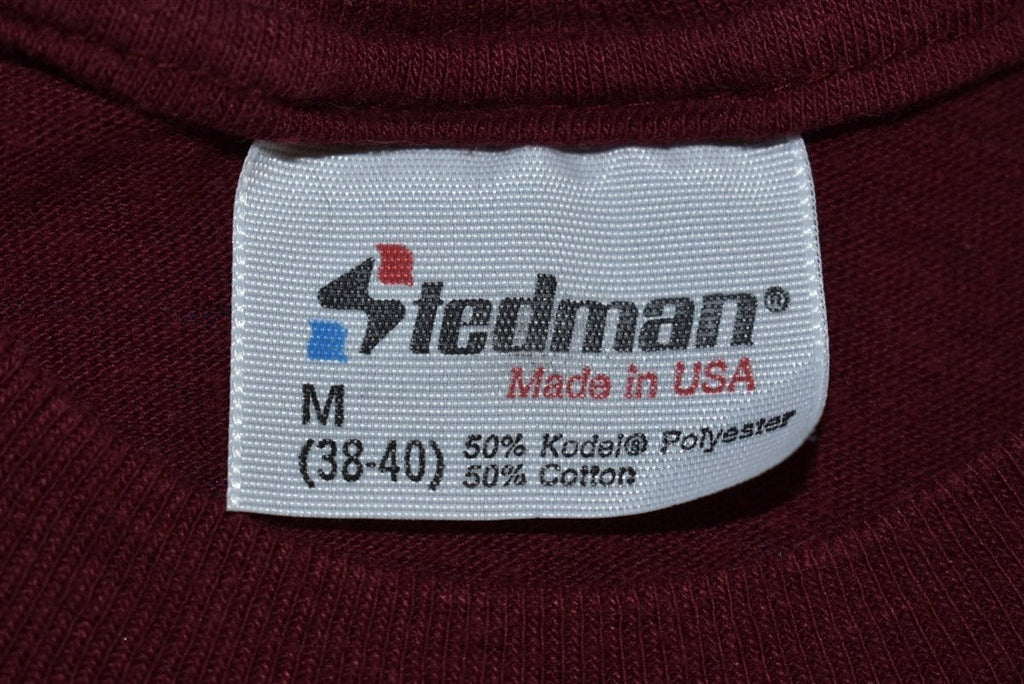 Stedman®
Made in USA
M
(38-40)
50% Kodel® Polyester
50% Cotton